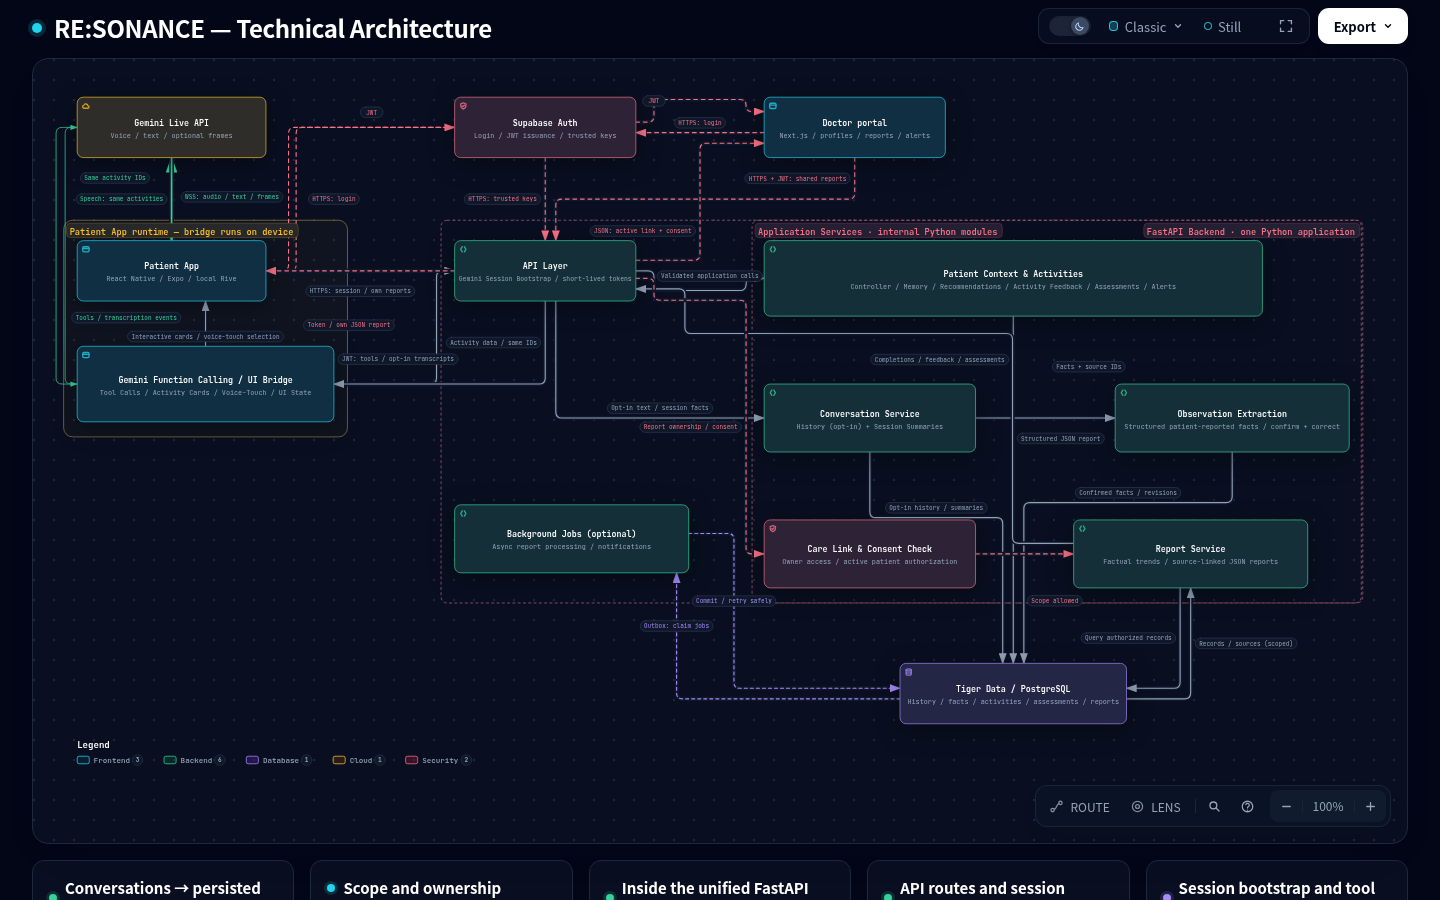 RE:SONANCE — Technical Architecture
Classic
Still
Export
Gemini Live API
Voice / text / optional frames
JWT
Supabase Auth
Login / JWT issuance / trusted keys
JWT
HTTPS: login
Doctor portal
Next.js / profiles / reports / alerts
Same activity IDs
Speech: same activities
WSS: audio / text / frames
HTTPS: login
HTTPS: trusted keys
HTTPS + JWT: shared reports
Patient App runtime — bridge runs on device
JSON: active link + consent
Application Services · internal Python modules
FastAPI Backend · one Python application
Patient App
React Native / Expo / local Rive
API Layer
Gemini Session Bootstrap / short-lived tokens
Validated application calls
Patient Context & Activities
Controller / Memory / Recommendations / Activity Feedback / Assessments / Alerts
HTTPS: session / own reports
Tools / transcription events
Token / own JSON report
Interactive cards / voice-touch selection
Activity data / same IDs
JWT: tools / opt-in transcripts
Completions / feedback / assessments
Facts + source IDs
Gemini Function Calling / UI Bridge
Tool Calls / Activity Cards / Voice-Touch / UI State
Opt-in text / session facts
Report ownership / consent
Conversation Service
History (opt-in) + Session Summaries
Structured JSON report
Observation Extraction
Structured patient-reported facts / confirm + correct
Confirmed facts / revisions
Opt-in history / summaries
Background Jobs (optional)
Async report processing / notifications
Care Link & Consent Check
Owner access / active patient authorization
Report Service
Factual trends / source-linked JSON reports
Commit / retry safely
Scope allowed
Outbox: claim jobs
Query authorized records
Records / sources (scoped)
Tiger Data / PostgreSQL
History / facts / activities / assessments / reports
Legend
Frontend 3
Backend 6
Database 1
Cloud 1
Security 2
ROUTE
LENS
100%
Conversations → persisted
Scope and ownership
Inside the unified FastAPI
API routes and session
Session bootstrap and tool